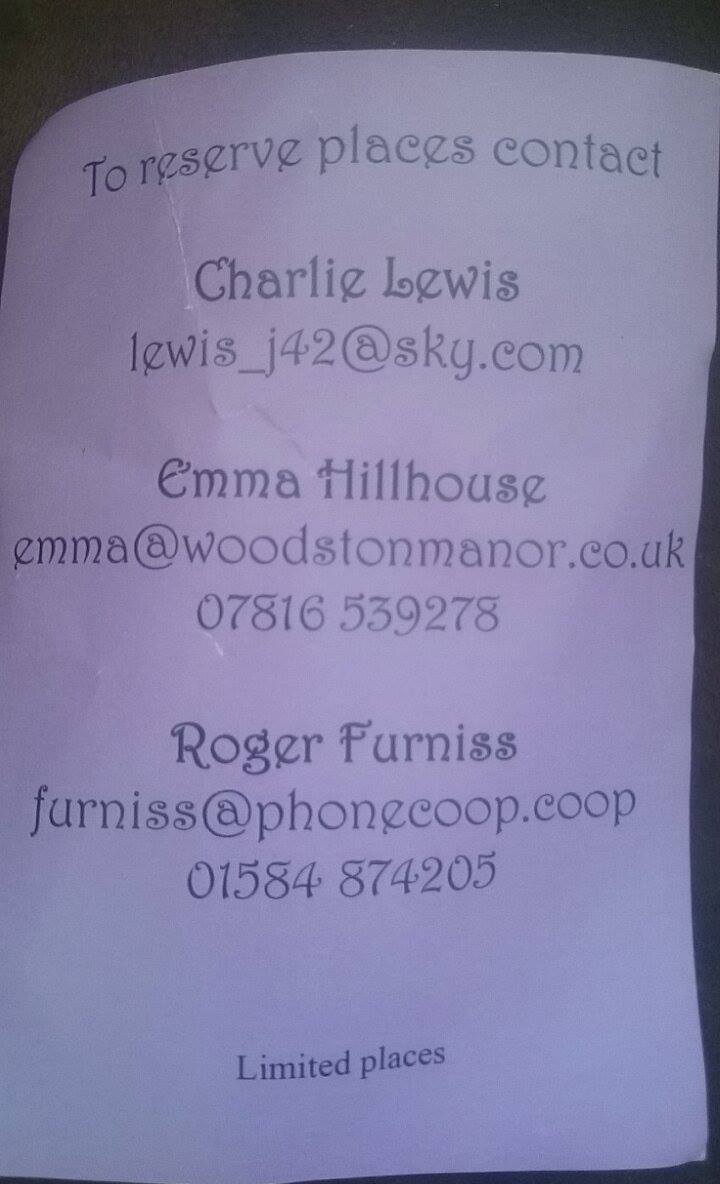 To reserve places contact
Charlie Lewis
lewis_j42@sky.com
Emma Hillhouse
emma@woodstonmanor.co.uk
07816 539278
Roger Furniss
furniss@phonecoop.coop
01584 874205
Limited places